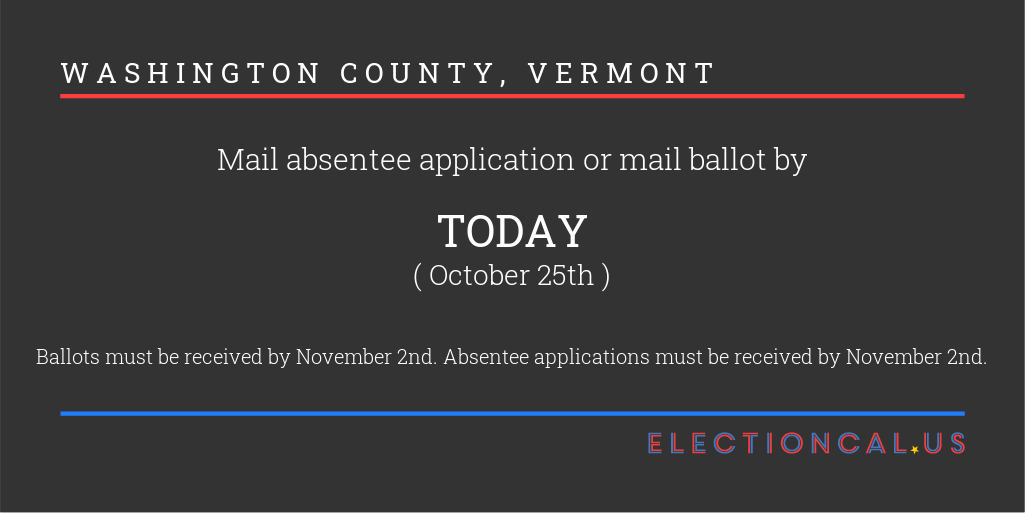 WASHINGTON COUNTY, VERMONT
Mail absentee application or mail ballot by
TODAY
( October 25th )
Ballots must be received by November 2nd. Absentee applications must be received by November 2nd.
ELECTIONCAL.US